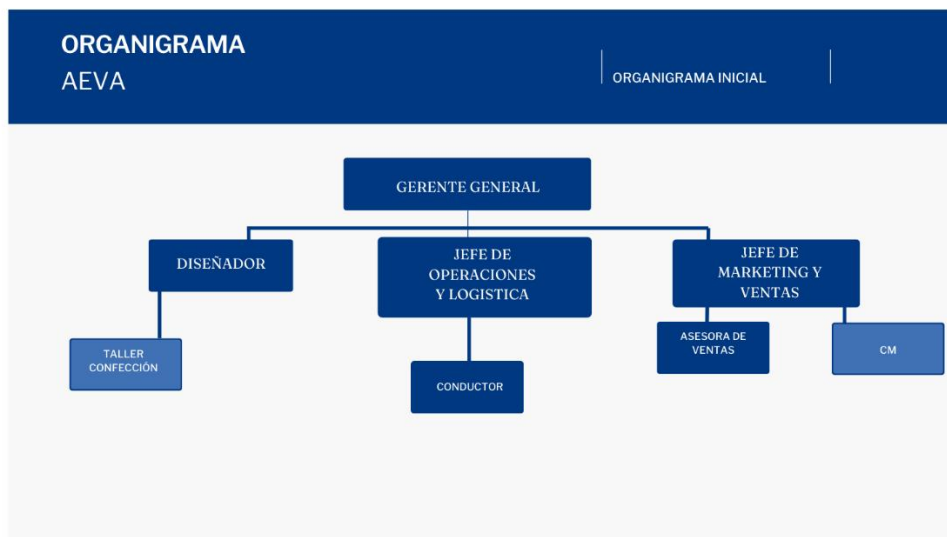 ORGANIGRAMA
AEVA
ORGANIGRAMA INICIAL
GERENTE GENERAL
DISEÑADOR
JEFE DE
OPERACIONES
Y LOGISTICA
JEFE DE
MARKETING Y
VENTAS
TALLER
CONFECCIÓN
CONDUCTOR
ASESORA DE
VENTAS
CM